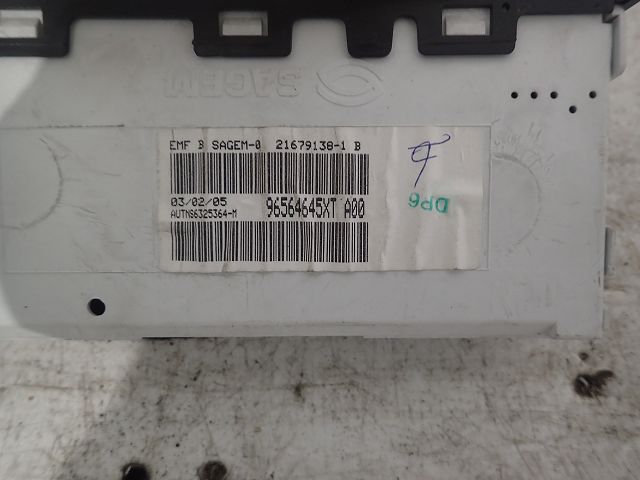 SAGEM
EMF B SAGEM-0 21679138-1 B
03/02/05
AUTNS6325364-M
96564645XT A00
DP6